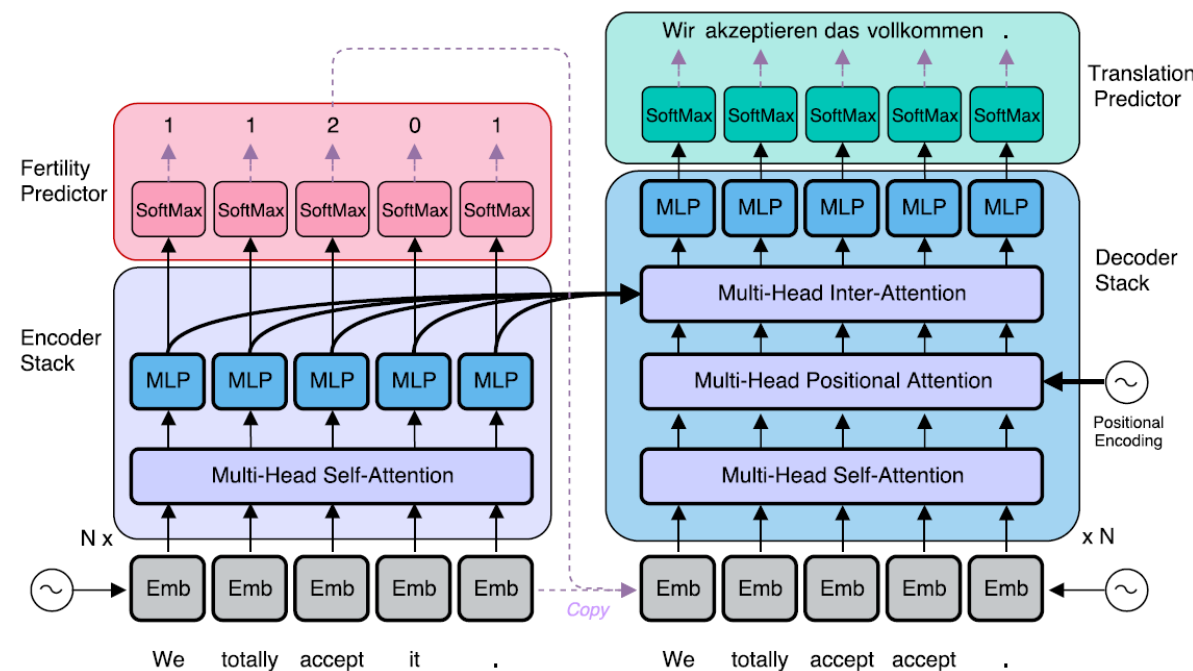 Wir akzeptieren das vollkommen .
SoftMax SoftMax SoftMax SoftMax SoftMax
Translation
Predictor
1 1 2 0 1
Fertility
Predictor
SoftMax SoftMax SoftMax SoftMax SoftMax
MLP MLP MLP MLP MLP
Decoder
Stack
Multi-Head Inter-Attention
Encoder
Stack
MLP MLP MLP MLP MLP
Multi-Head Positional Attention
Positional
Encoding
Multi-Head Self-Attention
Multi-Head Self-Attention
N x
x N
Emb Emb Emb Emb Emb
Copy
Emb Emb Emb Emb Emb
We totally accept it .
We totally accept accept .